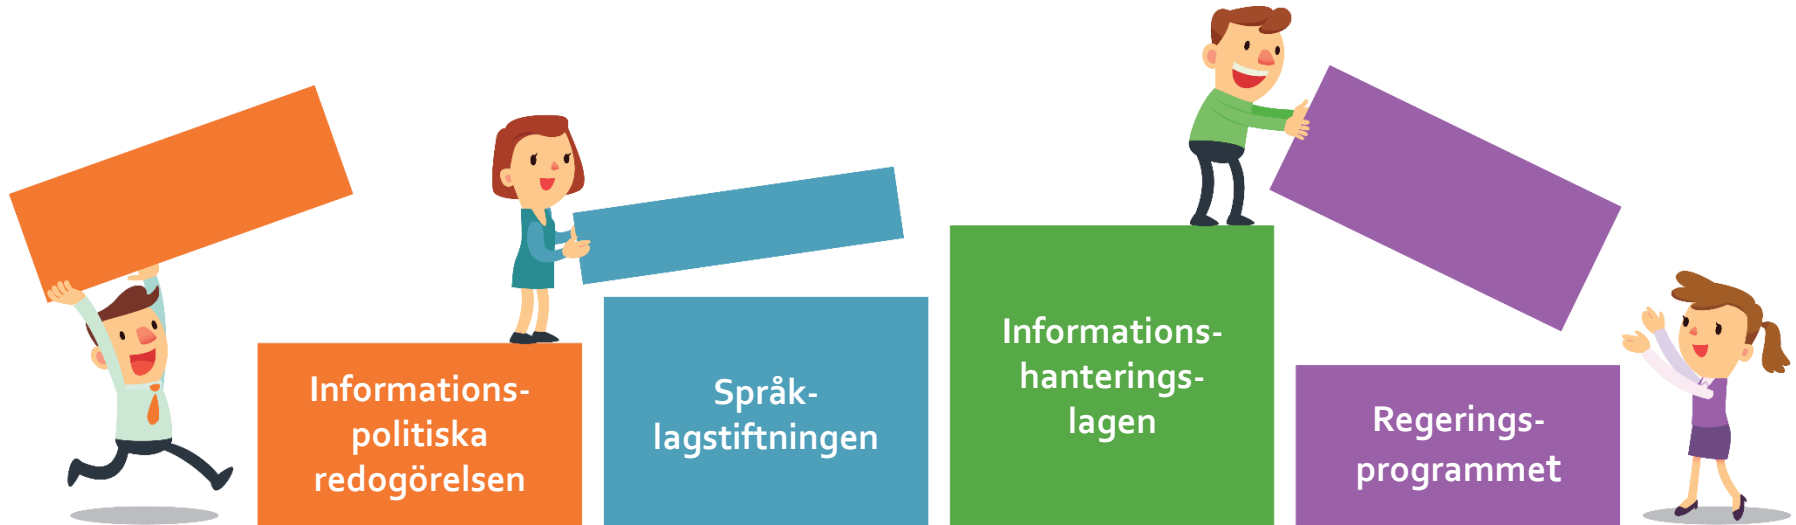 Informations-
politiska
redogörelsen
Språk-
lagstiftningen
Informations-
hanterings-
lagen
Regerings-
programmet